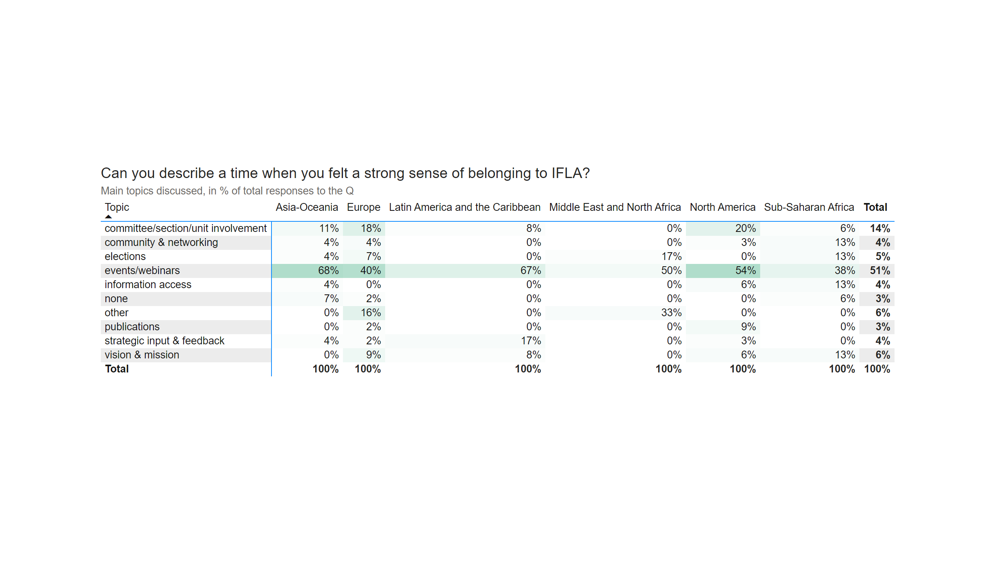 Can you describe a time when you felt a strong sense of belonging to IFLA?
Main topics discussed, in % of total responses to the Q
Topic Asia-Oceania Europe Latin America and the Caribbean Middle East and North Africa North America Sub-Saharan Africa Total
committee/section/unit involvement 11% 18% 8% 0% 20% 6% 14%
community & networking 4% 4% 0% 0% 3% 13% 4%
elections 4% 7% 0% 17% 0% 13% 5%
events/webinars 68% 40% 67% 50% 54% 38% 51%
information access 4% 0% 0% 0% 6% 13% 4%
none 7% 2% 0% 0% 0% 6% 3%
other 0% 16% 0% 33% 0% 0% 6%
publications 0% 2% 0% 0% 9% 0% 3%
strategic input & feedback 4% 2% 17% 0% 3% 0% 4%
vision & mission 0% 9% 8% 0% 6% 13% 6%
Total 100% 100% 100% 100% 100% 100% 100%